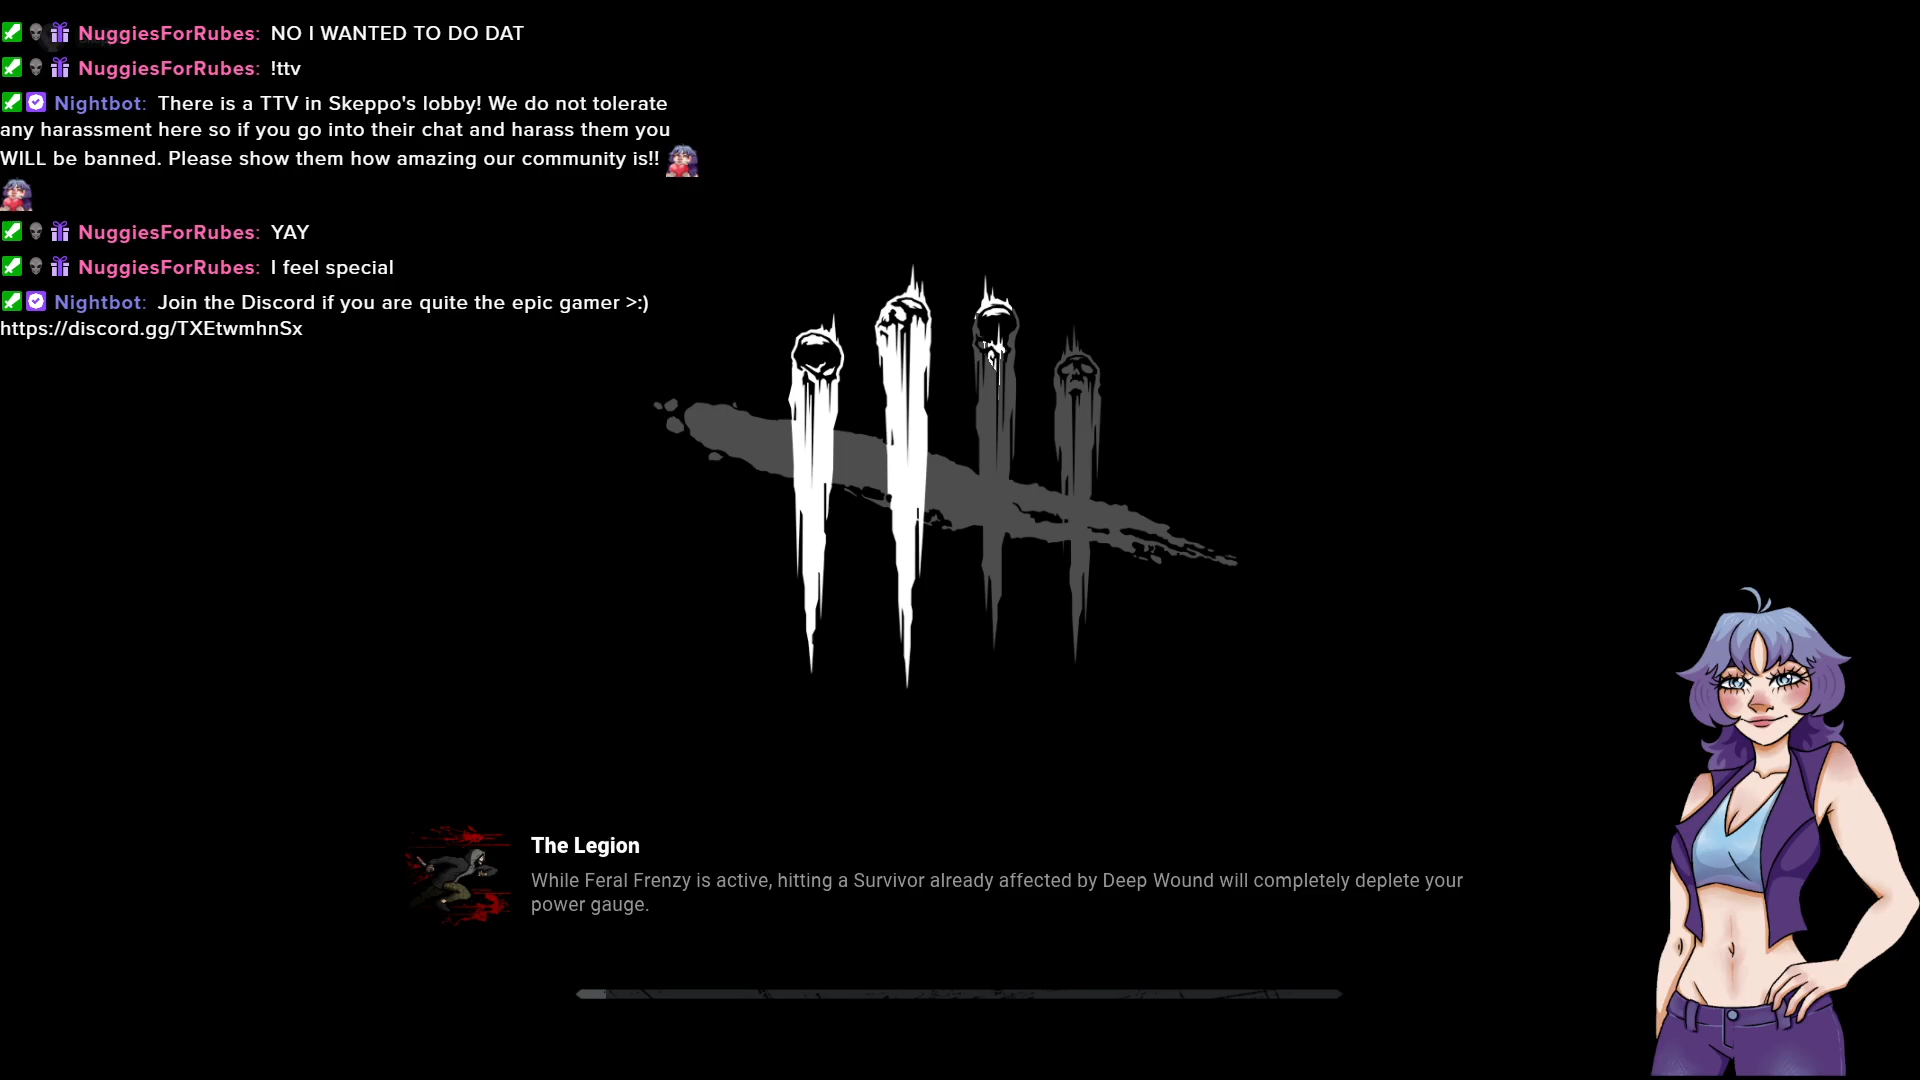 NuggiesForRubes: NO I WANTED TO DO DAT
NuggiesForRubes: !ttv
Nightbot: There is a TTV in Skeppo's lobby! We do not tolerate
any harassment here so if you go into their chat and harass them you
WILL be banned. Please show them how amazing our community is!!
NuggiesForRubes: YAY
NuggiesForRubes: I feel special
Nightbot: Join the Discord if you are quite the epic gamer >:)
https://discord.gg/TXEtwmhnSx
The Legion
While Feral Frenzy is active, hitting a Survivor already affected by Deep Wound will completely deplete your
power gauge.